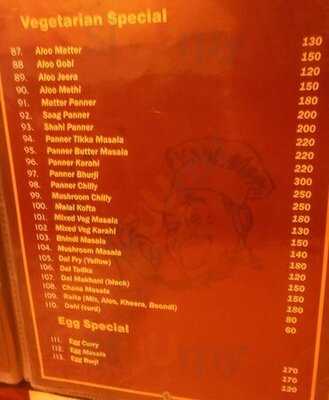 Vegetarian Special
87. Aloo Matter 130
88 Aloo Gobi 150
89. Aloo Jeera 120
90. Aloo Methi 150
91. Matter Panner 180
92. Saag Panner 200
93. Shahi Panner 200
94. Panner Tikka Masala 220
95. Panner Butter Masala 220
96. Panner Karahi 220
97. Panner Bhurji 300
98. Panner Chilly 250
99. Mushroom Chilly 250
100. Malai Kofta 180
101. Mixed Veg Masala 130
102. Mixed Veg Karahi 150
103. Bhindi Masala 140
104. Mushroom Masala 180
105. Dal Fry (Yellow) 120
106. Dal Tadka 150
107. Dal Makhani (black) 150
108. Chana Masala 180
109. Raita (Mix, Aloo, Kheera, Boondi) 80
110. Dahi (curd) 60
Egg Special
111. Egg Curry 170
112. Egg Masala 170
113. Egg Burji 120